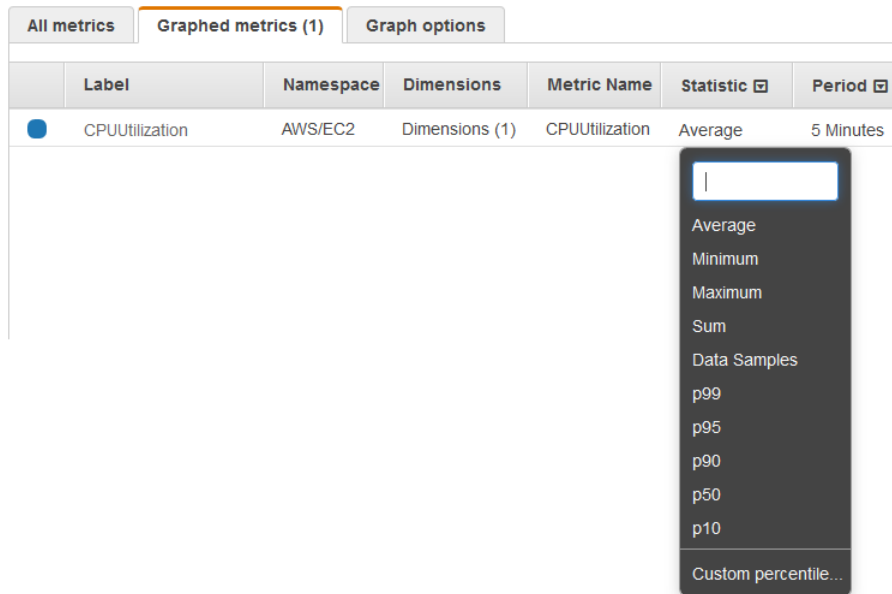 All metrics Graphed metrics (1) Graph options
Label Namespace Dimensions Metric Name Statistic Period
CPUUtilization AWS/EC2 Dimensions (1) CPUUtilization Average 5 Minutes
Average
Minimum
Maximum
Sum
Data Samples
p99
p95
p90
p50
p10
Custom percentile...